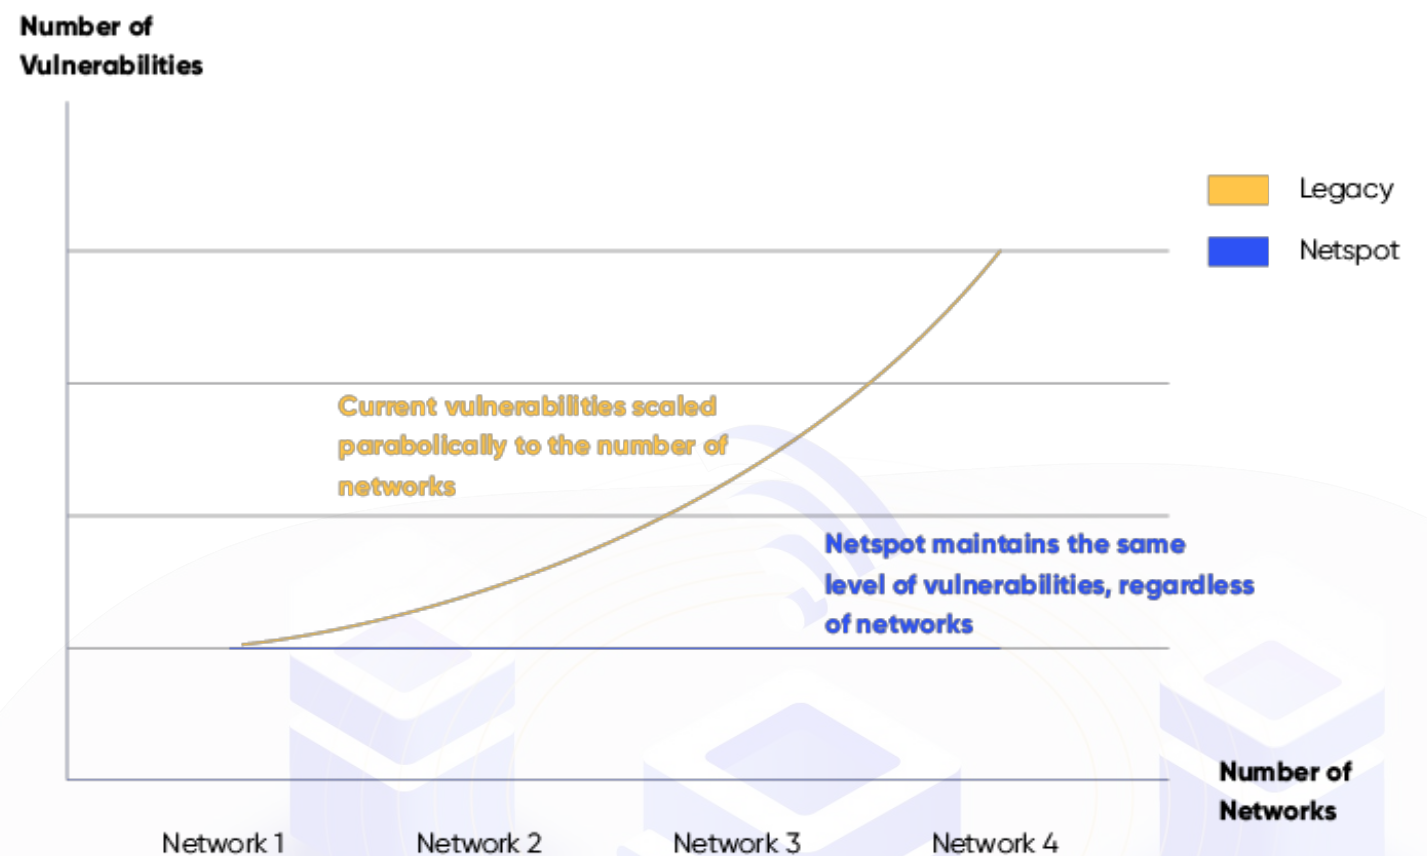 Number of
Vulnerabilities
Legacy
Netspot
Current vulnerabilities scaled
parabolically to the number of
networks
Netspot maintains the same
level of vulnerabilities, regardless
of networks
Number of
Networks
Network 1
Network 2
Network 3
Network 4